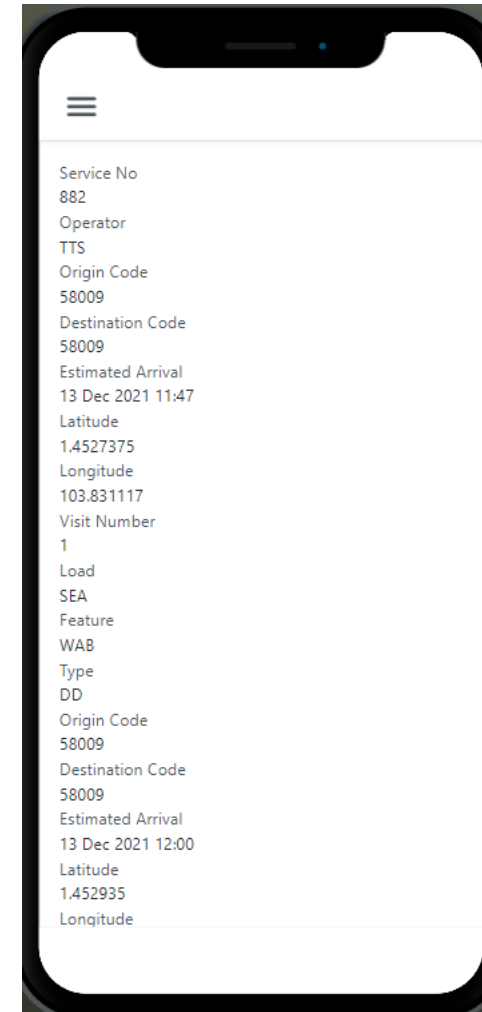 Service No
882
Operator
TTS
Origin Code
58009
Destination Code
58009
Estimated Arrival
13 Dec 2021 11:47
Latitude
1.4527375
Longitude
103.831117
Visit Number
1
Load
SEA
Feature
WAB
Type
DD
Origin Code
58009
Destination Code
58009
Estimated Arrival
13 Dec 2021 12:00
Latitude
1.452935
Longitude